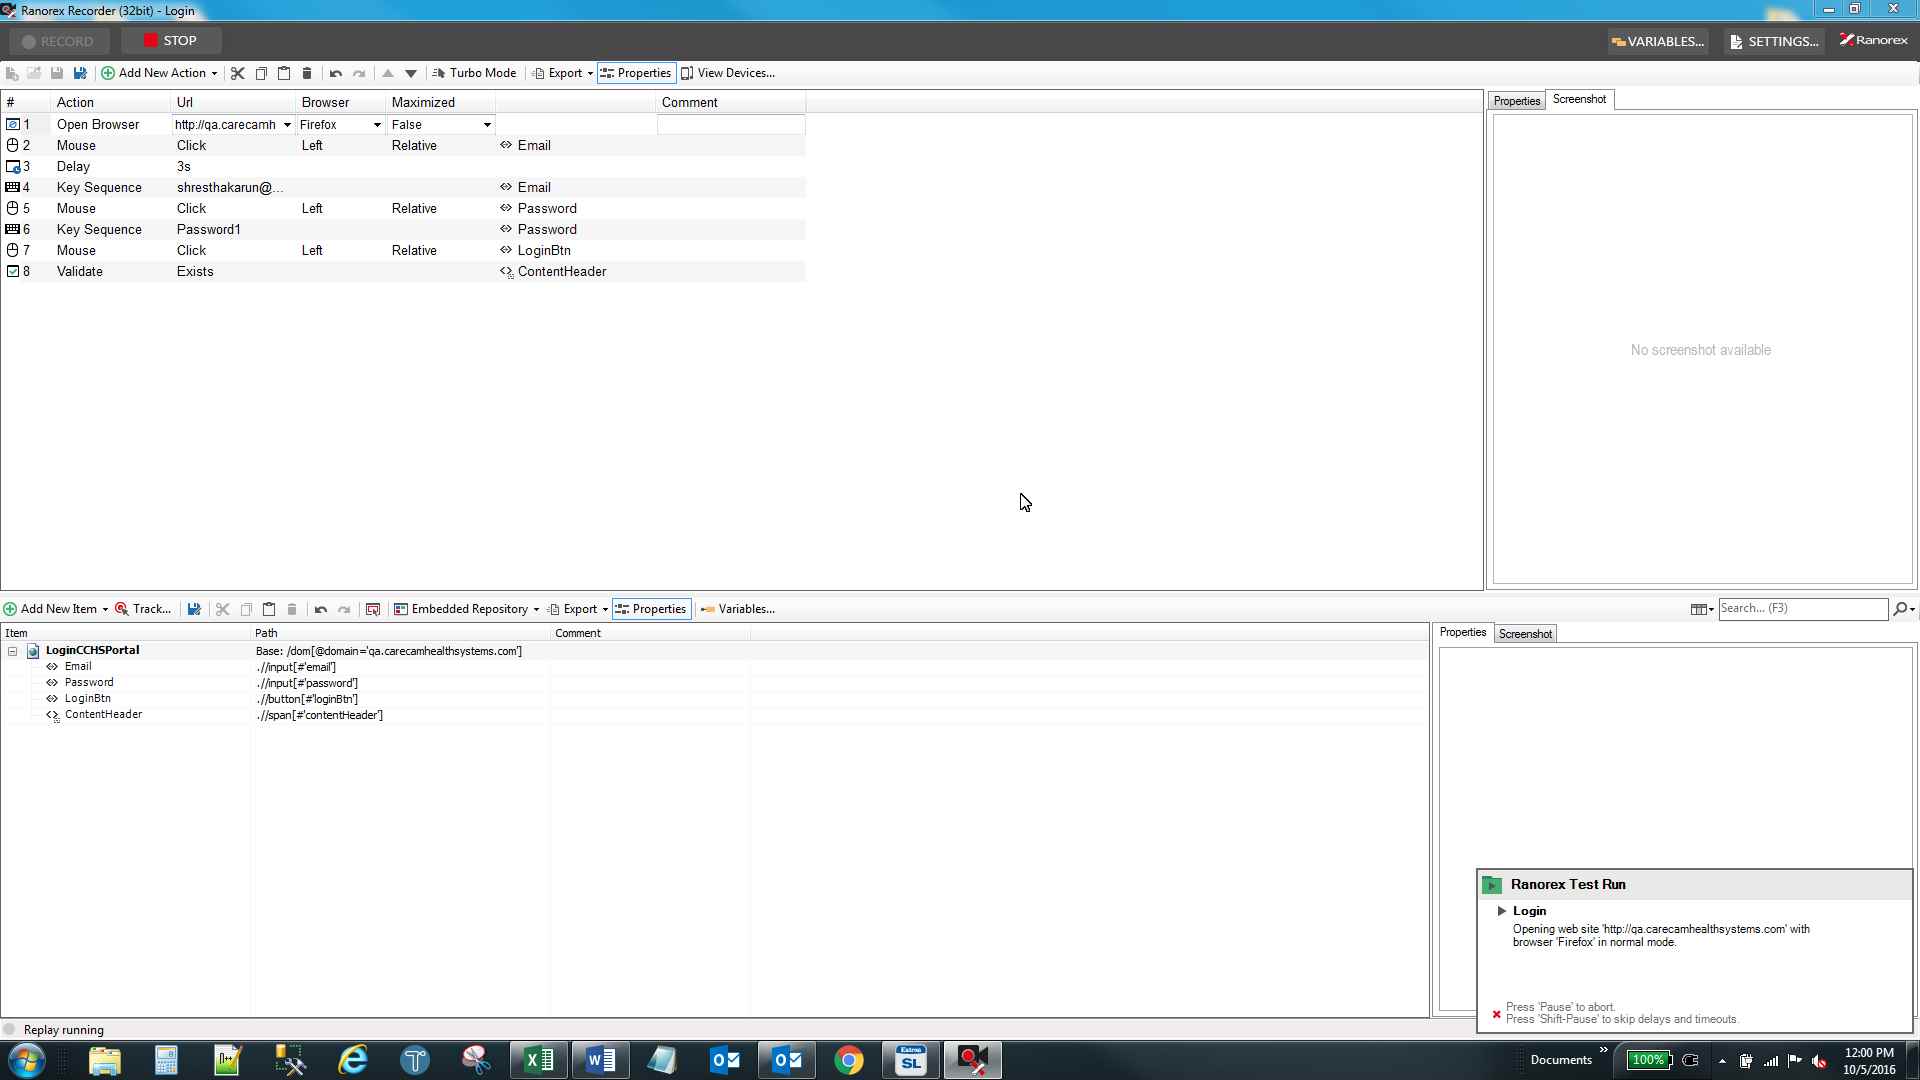 Ranorex Recorder (32bit) - Login
RECORD STOP VARIABLES... SETTINGS... Ranorex
Add New Action Turbo Mode Export Properties View Devices...
# Action Url Browser Maximized Comment
1 Open Browser http://qa.carecamh Firefox False
2 Mouse Click Left Relative Email
3 Delay 3s
4 Key Sequence shresthakarun@... Email
5 Mouse Click Left Relative Password
6 Key Sequence Password1 Password
7 Mouse Click Left Relative LoginBtn
8 Validate Exists ContentHeader
Properties Screenshot
No screenshot available
Add New Item Track... Embedded Repository Export Properties Variables... Search... (F3)
Item Path Comment
LoginCCHSPortal Base: /dom[@domain='qa.carecamhealthsystems.com']
Email .//input[#'email']
Password .//input[#'password']
LoginBtn .//button[#'loginBtn']
ContentHeader .//span[#'contentHeader']
Properties Screenshot
Ranorex Test Run
Login
Opening web site 'http://qa.carecamhealthsystems.com' with
browser 'Firefox' in normal mode.
Press 'Pause' to abort.
Press 'Shift-Pause' to skip delays and timeouts.
Replay running
Extron
SL
Documents
100%
12:00 PM
10/5/2016